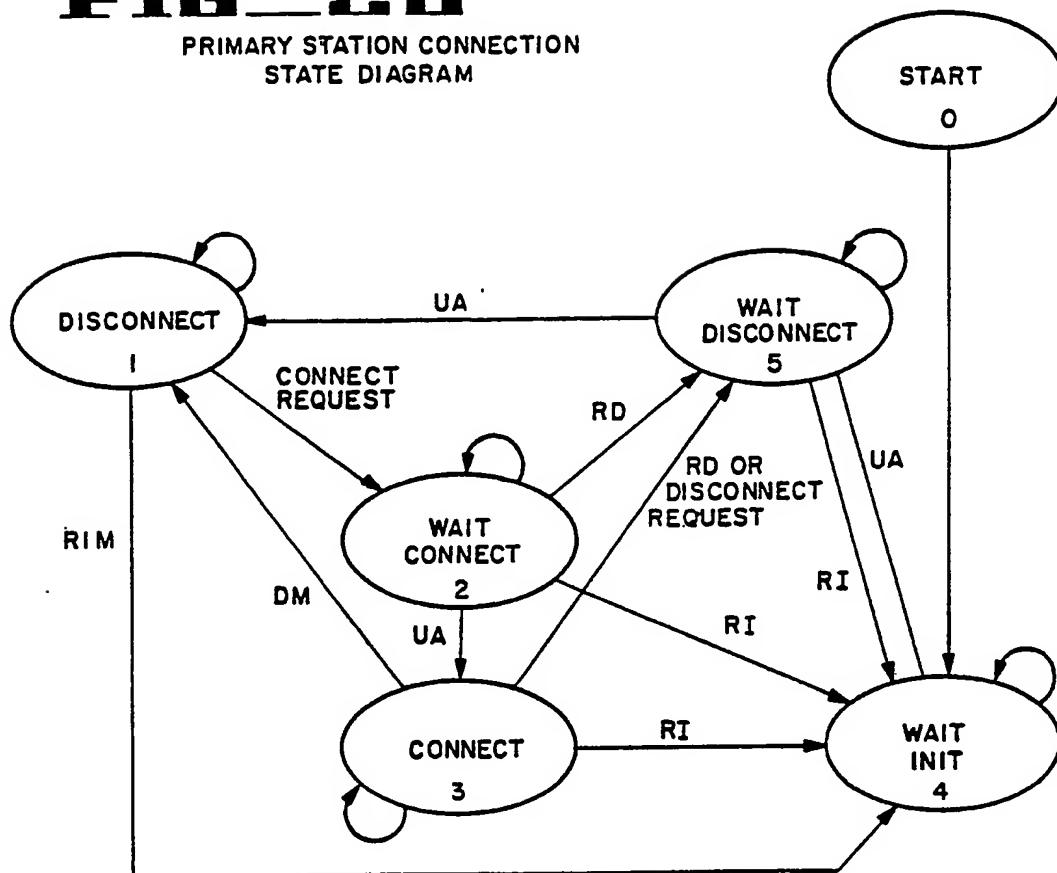 PRIMARY STATION CONNECTION
STATE DIAGRAM
START
0
DISCONNECT
1
UA
WAIT
DISCONNECT
5
CONNECT
REQUEST
RD
RD OR
DISCONNECT
REQUEST
UA
RIM
WAIT
CONNECT
2
DM
UA
RI
RI
CONNECT
3
RI
WAIT
INIT
4